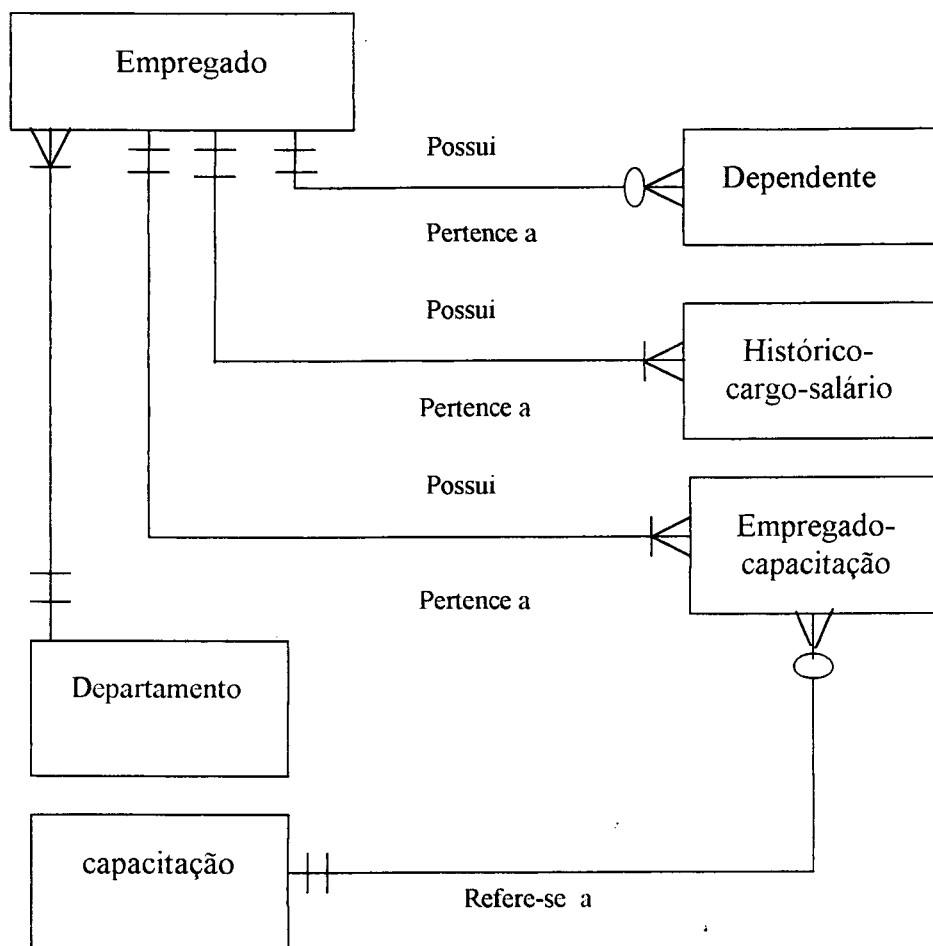 Empregado
Possui
Dependente
Pertence a
Possui
Histórico-
cargo-salário
Pertence a
Possui
Empregado-
capacitação
Pertence a
Departamento
capacitação
Refere-se a